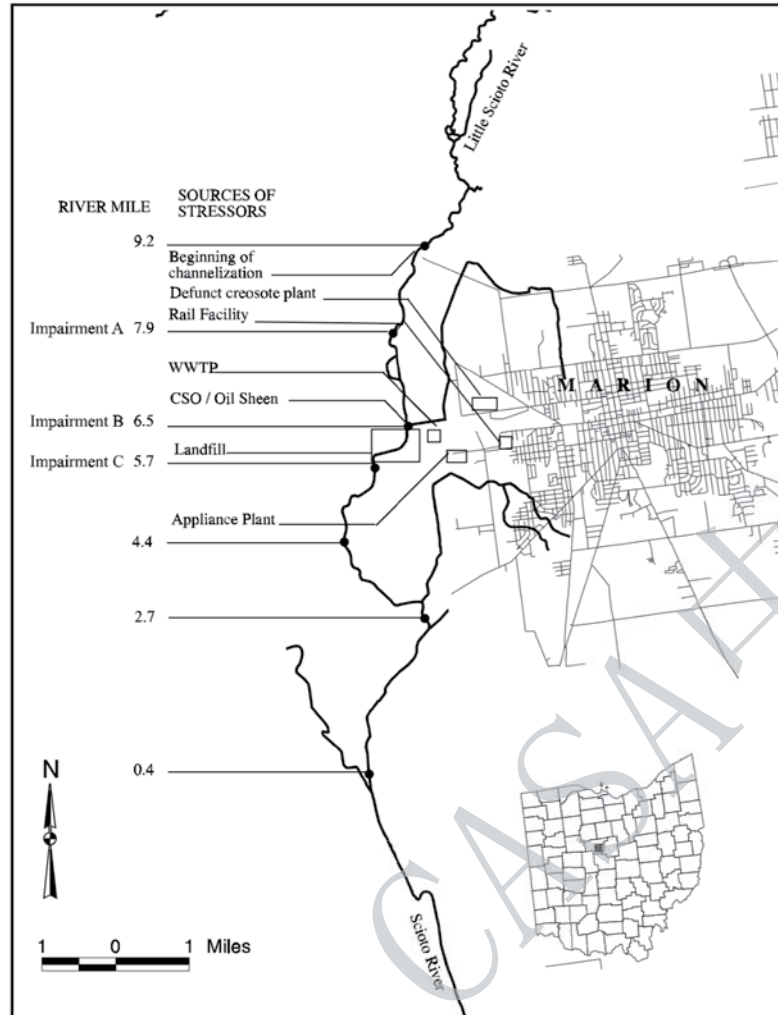 Little Scioto River
RIVER MILE
SOURCES OF
STRESSORS
9.2
Beginning of
channelization
Defunct creosote plant
Rail Facility
Impairment A 7.9
WWTP
MARION
CSO / Oil Sheen
Impairment B 6.5
Landfill
Impairment C 5.7
Appliance Plant
4.4
2.7
0.4
N
1 0 1 Miles
Scioto River
CASAH